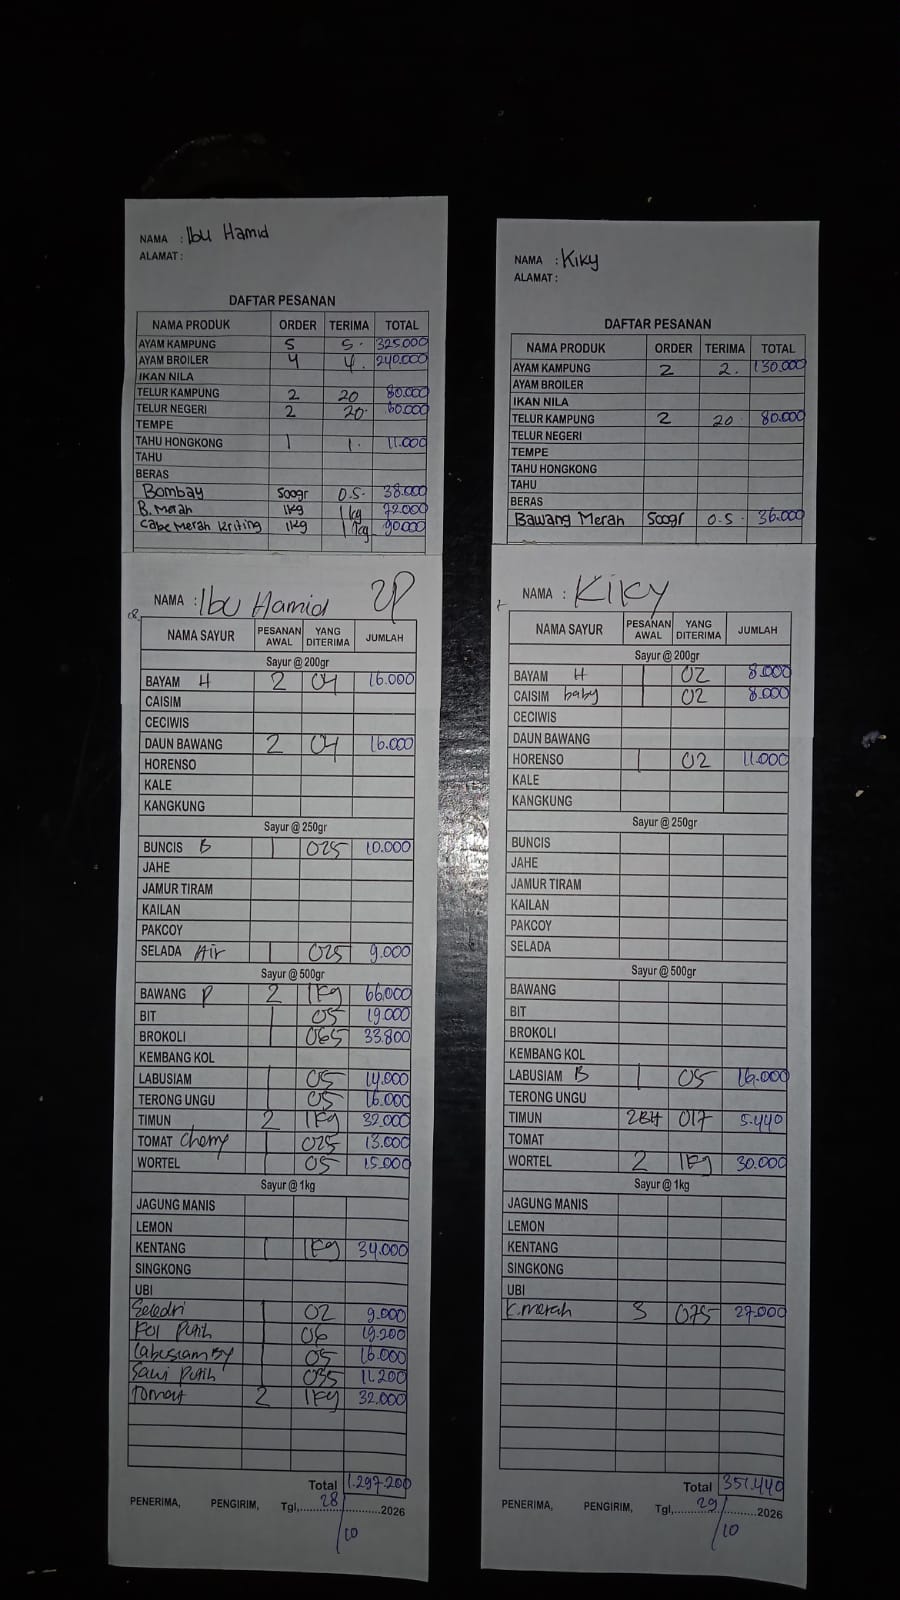 NAMA : Ibu Hamid
ALAMAT :
DAFTAR PESANAN
NAMA PRODUK ORDER TERIMA TOTAL
AYAM KAMPUNG 5 5. 325.000
AYAM BROILER 4 4. 240.000
IKAN NILA
TELUR KAMPUNG 2 20 80.000
TELUR NEGERI 2 20. 60.000
TEMPE
TAHU HONGKONG 1 1. 11.000
TAHU
BERAS
Bombay 500gr 0.5. 38.000
B. Merah 1kg 1 kg 72.000
Cabe Merah Kriting 1kg 1 kg 90.000
NAMA : Ibu Hamid 2P
8
NAMA SAYUR PESANAN AWAL YANG DITERIMA JUMLAH
Sayur @ 200gr
BAYAM H 2 04 16.000
CAISIM
CECIWIS
DAUN BAWANG 2 04 16.000
HORENSO
KALE
KANGKUNG
Sayur @ 250gr
BUNCIS B 1 025 10.000
JAHE
JAMUR TIRAM
KAILAN
PAKCOY
SELADA Air 1 025 9.000
Sayur @ 500gr
BAWANG P 2 1Kg 66.000
BIT 1 05 19.000
BROKOLI 1 065 33.800
KEMBANG KOL
LABUSIAM 1 05 14.000
TERONG UNGU 1 05 16.000
TIMUN 2 1Kg 32.000
TOMAT Cherry 1 025 13.000
WORTEL 1 05 15.000
Sayur @ 1kg
JAGUNG MANIS
LEMON
KENTANG 1 1Kg 34.000
SINGKONG
UBI
Seledri 1 02 9.000
Kol Putih 1 06 19.200
Labusiam By 1 05 16.000
Sawi Putih 1 035 11.200
Tomat 2 1Kg 32.000
Total 1.297.200
PENERIMA, PENGIRIM, Tgl,....28/10....2026
NAMA : Kiky
ALAMAT :
DAFTAR PESANAN
NAMA PRODUK ORDER TERIMA TOTAL
AYAM KAMPUNG 2 2. 130.000
AYAM BROILER
IKAN NILA
TELUR KAMPUNG 2 20 80.000
TELUR NEGERI
TEMPE
TAHU HONGKONG
TAHU
BERAS
Bawang Merah 500gr 0.5. 36.000
NAMA : Kiky
7
NAMA SAYUR PESANAN AWAL YANG DITERIMA JUMLAH
Sayur @ 200gr
BAYAM H 1 02 8.000
CAISIM baby 1 02 8.000
CECIWIS
DAUN BAWANG
HORENSO 1 02 11.000
KALE
KANGKUNG
Sayur @ 250gr
BUNCIS
JAHE
JAMUR TIRAM
KAILAN
PAKCOY
SELADA
Sayur @ 500gr
BAWANG
BIT
BROKOLI
KEMBANG KOL
LABUSIAM B 1 05 16.000
TERONG UNGU
TIMUN 2BH 017 5.440
TOMAT
WORTEL 2 1Kg 30.000
Sayur @ 1kg
JAGUNG MANIS
LEMON
KENTANG
SINGKONG
UBI
K. merah 3 075 27.000
Total 351.440
PENERIMA, PENGIRIM, Tgl,....29/10....2026